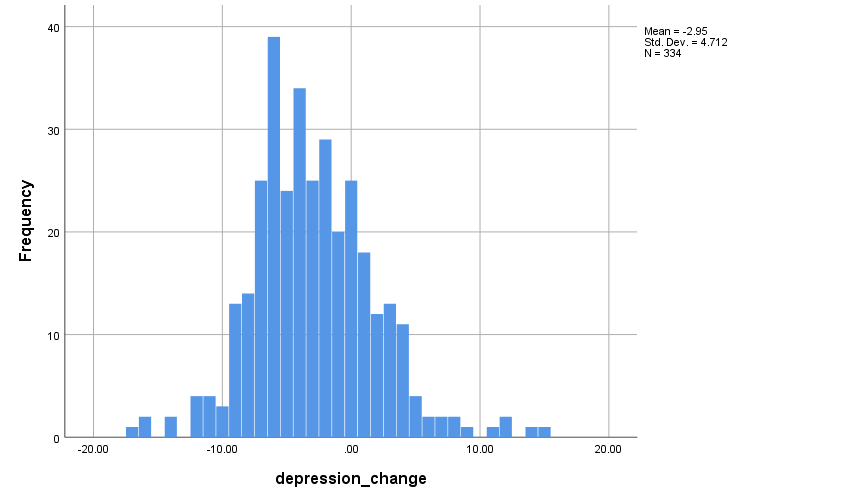 Mean = -2.95
Std. Dev. = 4.712
N = 334
40
30
20
10
0
Frequency
-20.00 -10.00 .00 10.00 20.00
depression_change